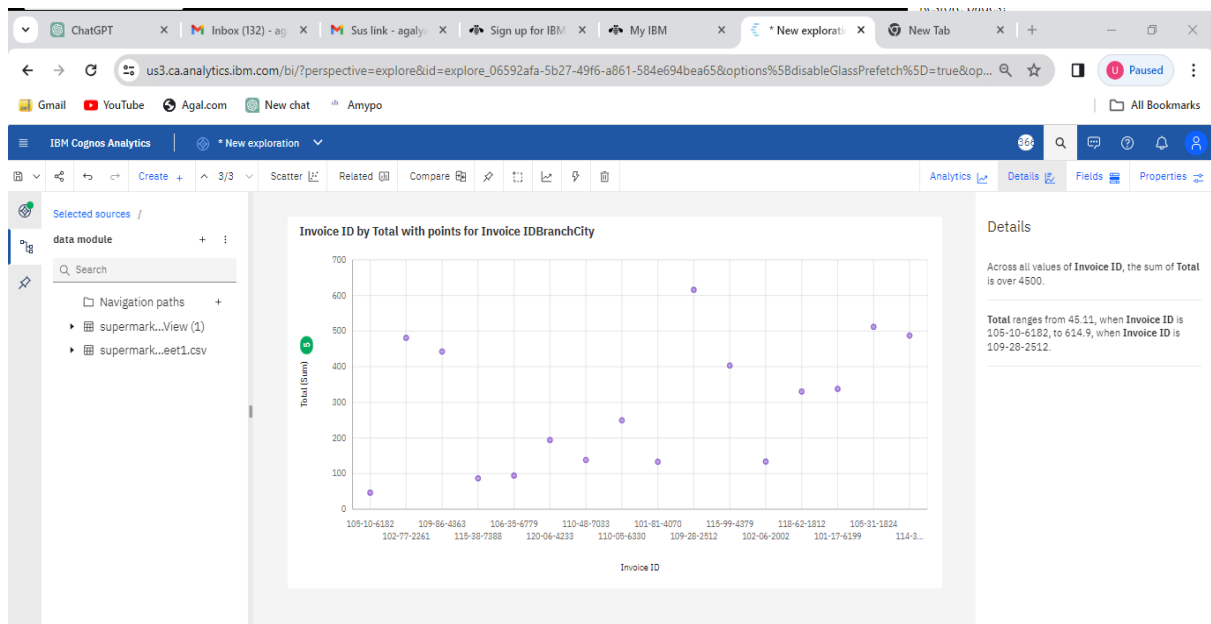 ChatGPT
Inbox (132) - ag
Sus link - agalya
Sign up for IBM
My IBM
* New explorati
New Tab
us3.ca.analytics.ibm.com/bi/?perspective=explore&id=explore_06592afa-5b27-49f6-a861-584e694bea65&options%5BdisableGlassPrefetch%5D=true&op...
U Paused
Gmail
YouTube
Agal.com
New chat
Amypo
All Bookmarks
IBM Cognos Analytics
* New exploration
Create +
3/3
Scatter
Related
Compare
Analytics
Details
Fields
Properties
Selected sources /
data module
Search
Navigation paths
supermark...View (1)
supermark...eet1.csv
Invoice ID by Total with points for Invoice IDBranchCity
700
600
500
400
300
200
100
0
Total (Sum)
5
105-10-6182 109-86-4363 106-35-6779 110-48-7033 101-81-4070 115-99-4379 118-62-1812 105-31-1824
102-77-2261 115-38-7388 120-06-4233 110-05-6330 109-28-2512 102-06-2002 101-17-6199 114-3...
Invoice ID
Details
Across all values of Invoice ID, the sum of Total
is over 4500.
Total ranges from 45.11, when Invoice ID is
105-10-6182, to 614.9, when Invoice ID is
109-28-2512.